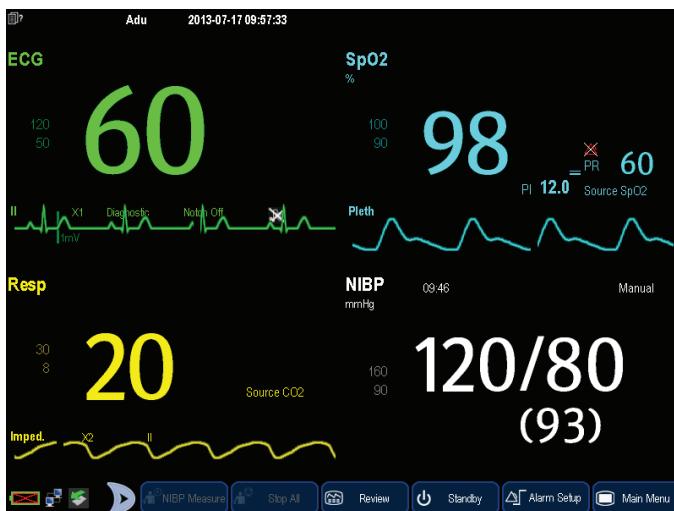 ? Adu 2013-07-17 09:57:33
ECG
120
50
60
II X1 Diagnostic Notch Off
1mV
SpO2
%
100
90
98
PR 60
PI 12.0 Source SpO2
Pleth
Resp
30
8
20
Source CO2
Imped. X2 II
NIBP 09:46 Manual
mmHg
160
90
120/80
(93)
NIBP Measure Stop All Review Standby Alarm Setup Main Menu